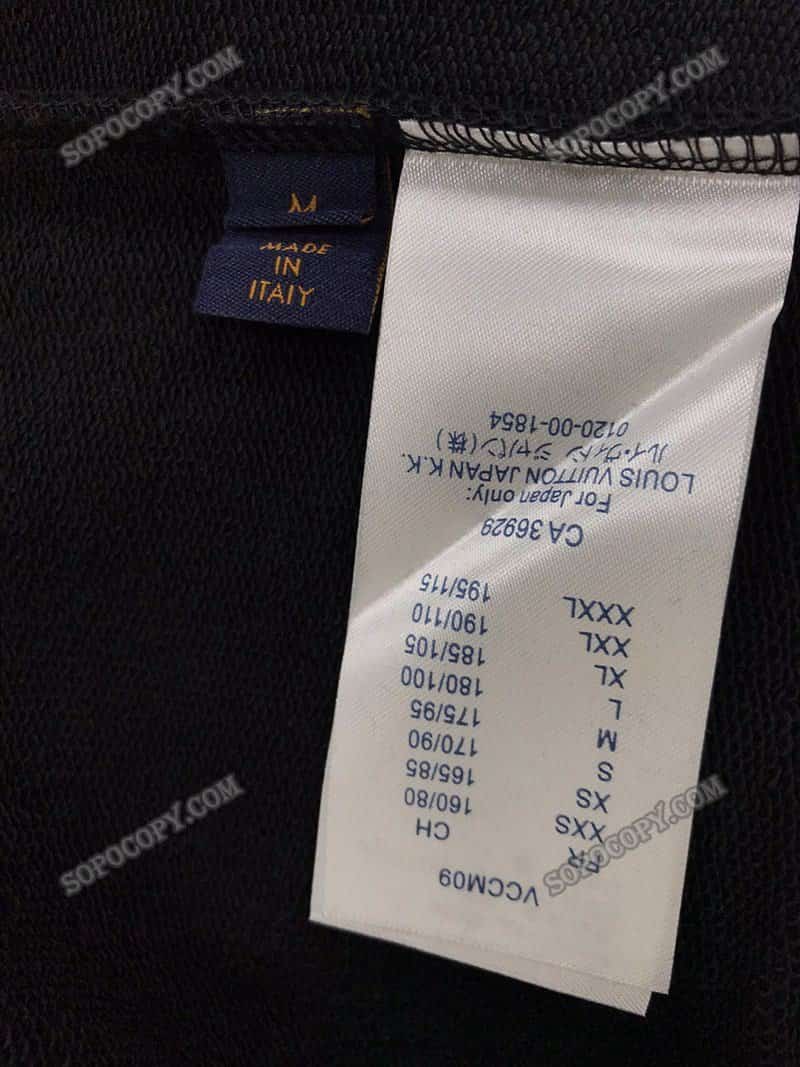 SOPOCOPY.COM
SOPOCOPY.COM
M
MADE
IN
ITAIY
VCCM09
FR CH
XXS 160/80
XS 165/85
S 170/90
M 175/95
L 180/100
XL 185/105
XXL 190/110
XXXL 195/115
CA 36929
For Japan only:
LOUIS VUITTON JAPAN K.K.
ルイ・ヴィトン ジャパン(株)
0120-00-1854
SOPOCOPY.COM
SOPOCOPY.COM